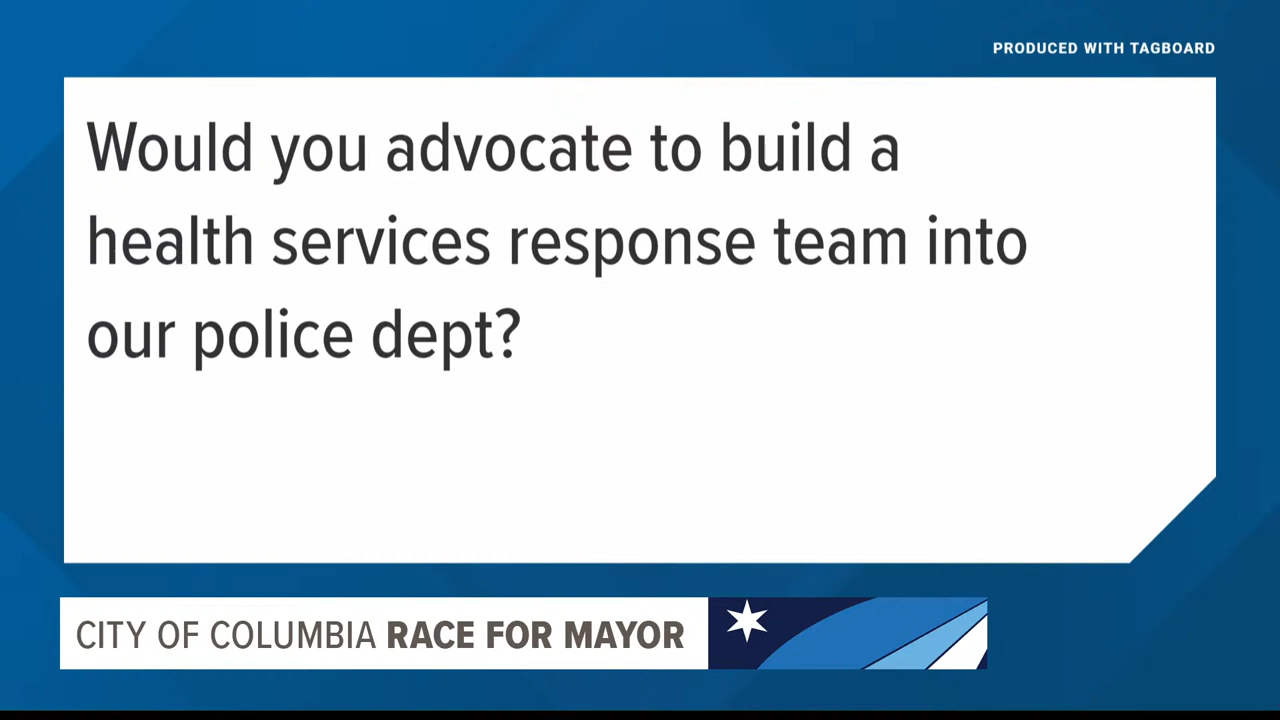 PRODUCED WITH TAGBOARD
Would you advocate to build a
health services response team into
our police dept?
CITY OF COLUMBIA RACE FOR MAYOR